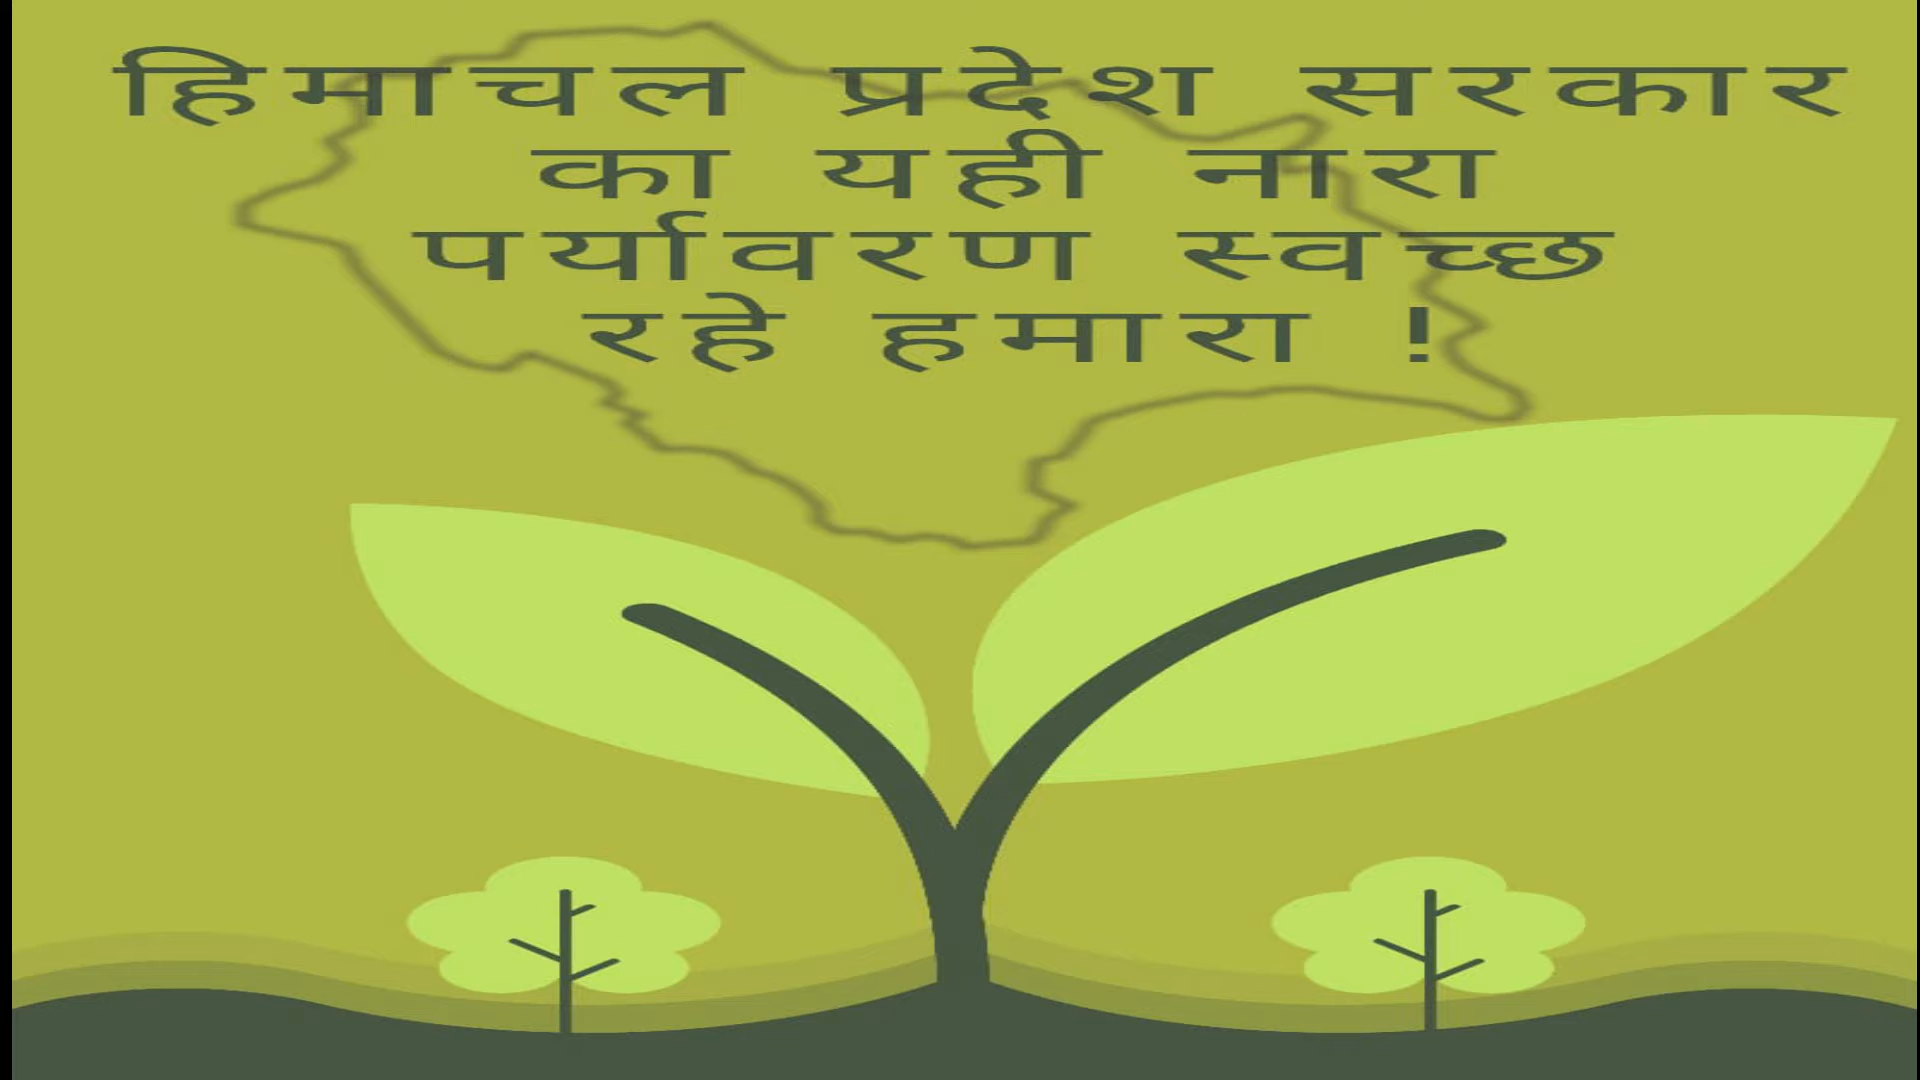 हिमाचल प्रदेश सरकार
का यही नारा
पर्यावरण स्वच्छ
रहे हमारा !